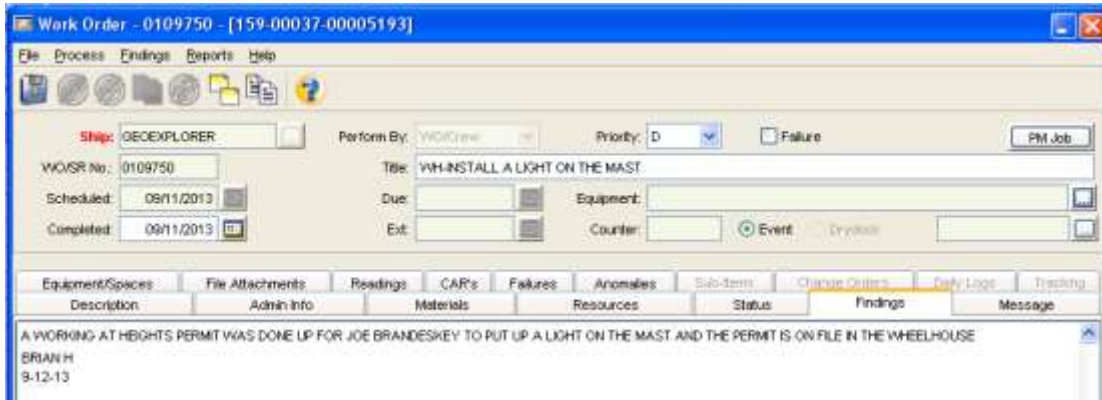 Work Order - 0109750 - [159-00037-00005193]
File Process Findings Reports Help
Ship: GEOEXPLORER Perform By: WO/Crew Priority: D Failure PM Job
WO/SR No.: 0109750 Title: WH-INSTALL A LIGHT ON THE MAST
Scheduled: 09/11/2013 Due: Equipment:
Completed: 09/11/2013 Ext: Counter: Event Drydock
Equipment/Spaces File Attachments Readings CAR's Failures Anomalies Sub-Items Change Orders Daily Logs Tracking
Description Admin Info Materials Resources Status Findings Message
A WORKING AT HEIGHTS PERMIT WAS DONE UP FOR JOE BRANDESKEY TO PUT UP A LIGHT ON THE MAST AND THE PERMIT IS ON FILE IN THE WHEELHOUSE
BRIAN H
9-12-13